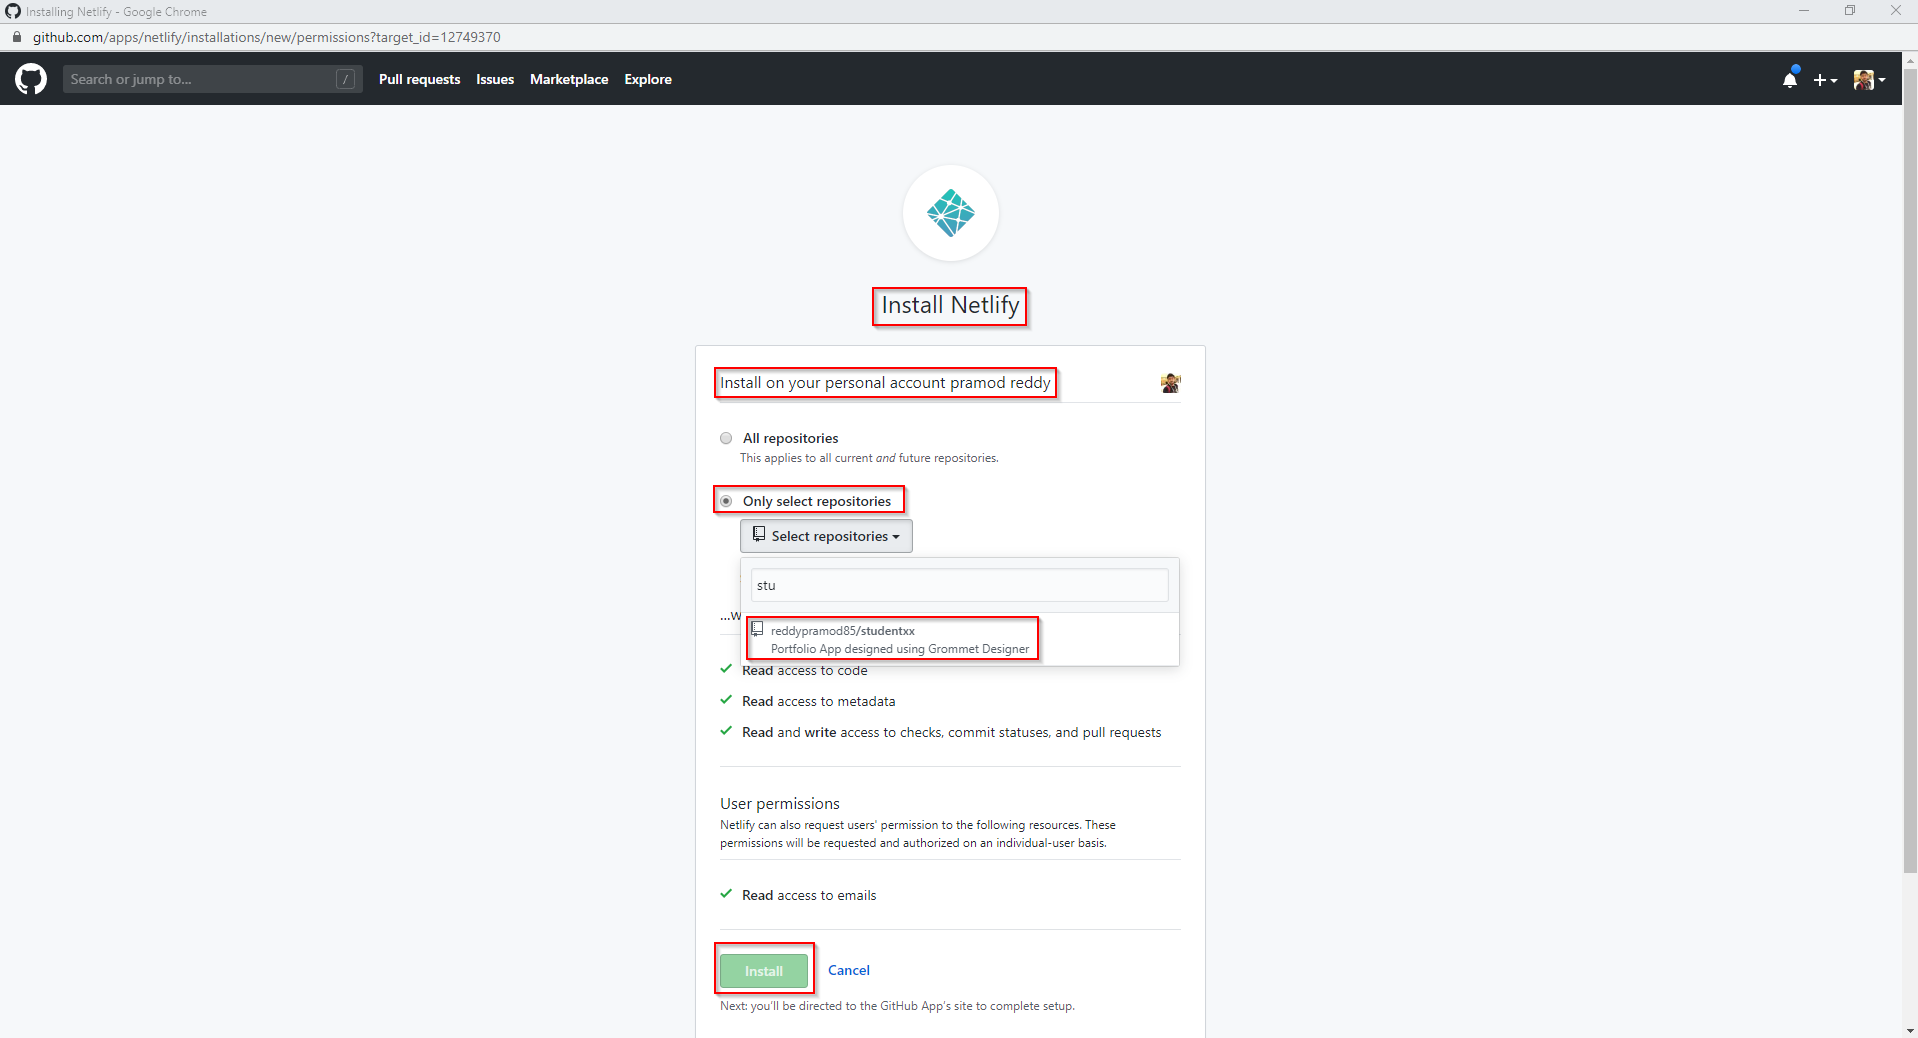 Installing Netlify - Google Chrome
github.com/apps/netlify/installations/new/permissions?target_id=12749370
Search or jump to... / Pull requests Issues Marketplace Explore
Install Netlify
Install on your personal account pramod reddy
All repositories
This applies to all current and future repositories.
Only select repositories
Select repositories
stu
...w
reddypramod85/studentxx
Portfolio App designed using Grommet Designer
Read access to code
Read access to metadata
Read and write access to checks, commit statuses, and pull requests
User permissions
Netlify can also request users' permission to the following resources. These
permissions will be requested and authorized on an individual-user basis.
Read access to emails
Install Cancel
Next: you'll be directed to the GitHub App's site to complete setup.